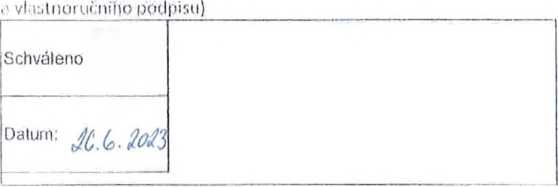 a vlastnoručního podpisu)
Schváleno
Datum: 26.6.2023